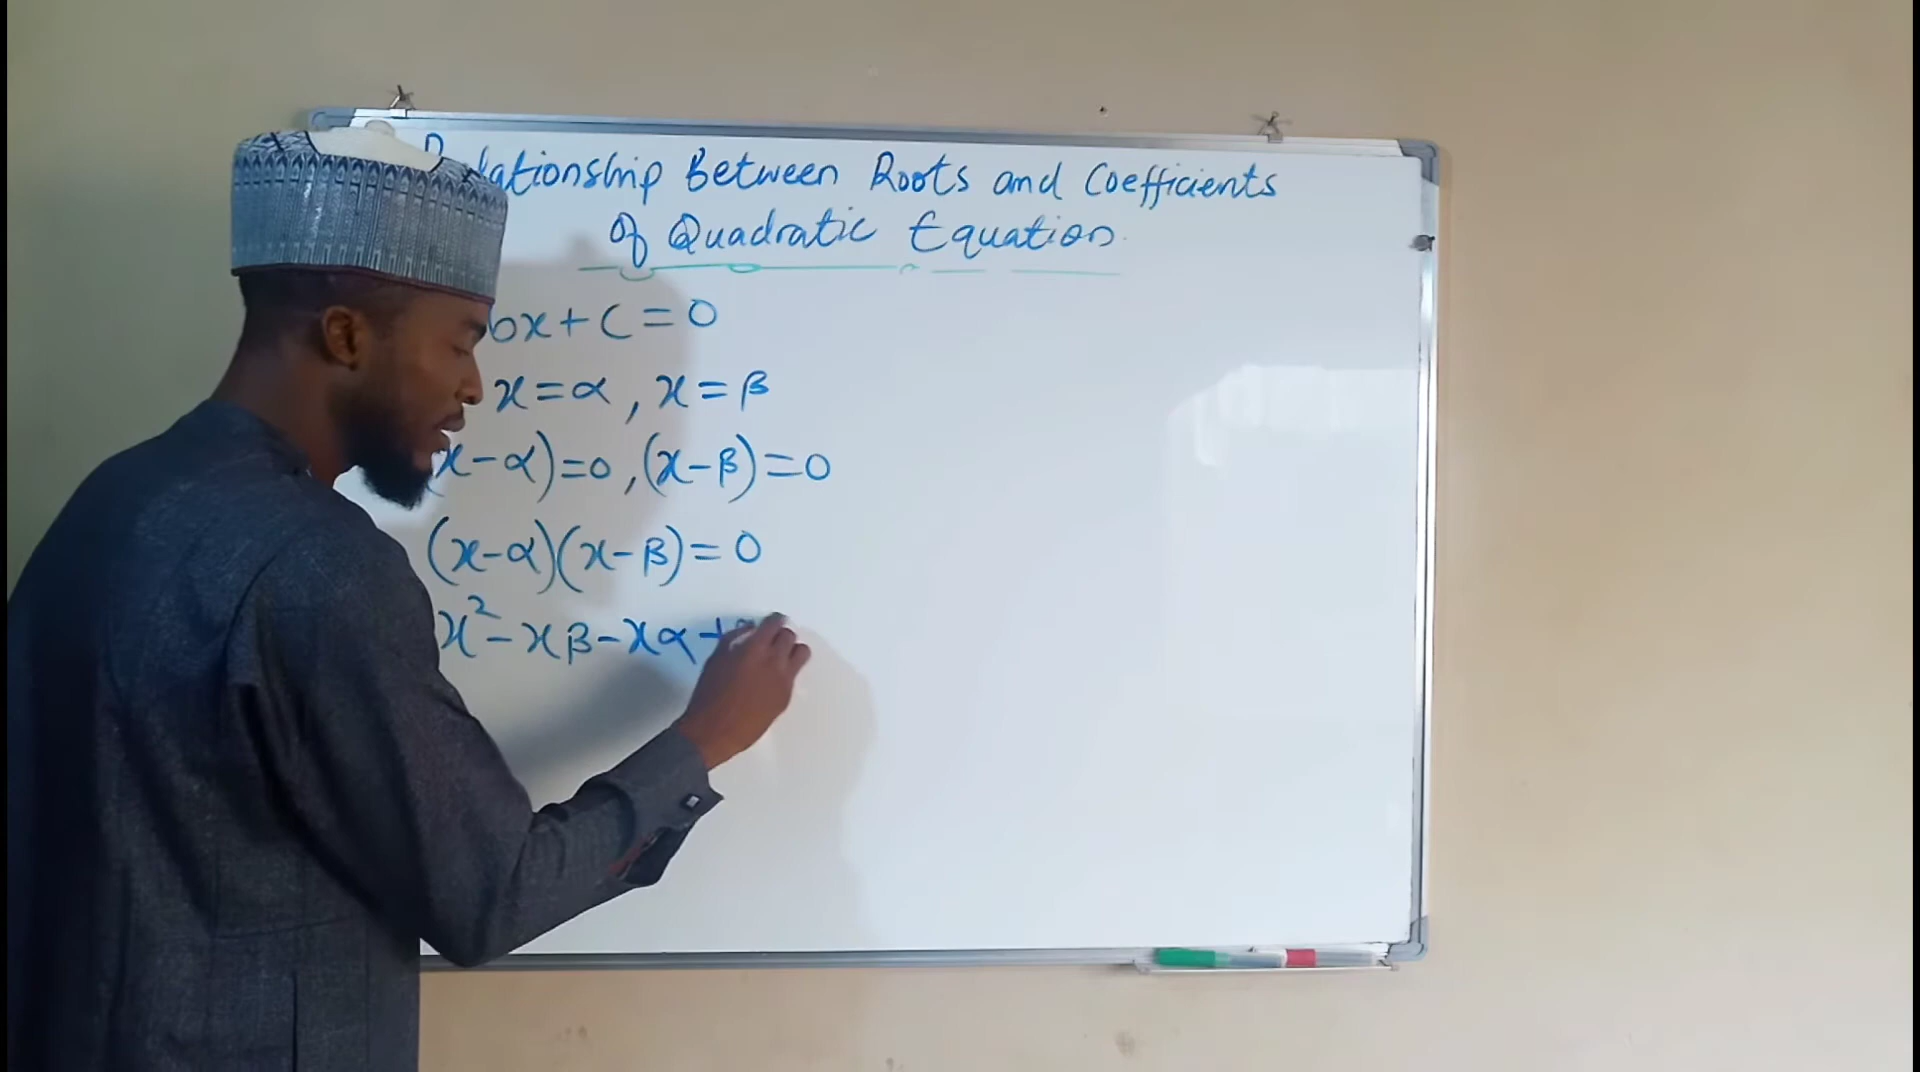 Relationship Between Roots and Coefficients
Of Quadratic Equation.
bx + c = 0
x = α, x = β
(x - α) = 0, (x - β) = 0
(x - α)(x - β) = 0
x² - xβ - xα +